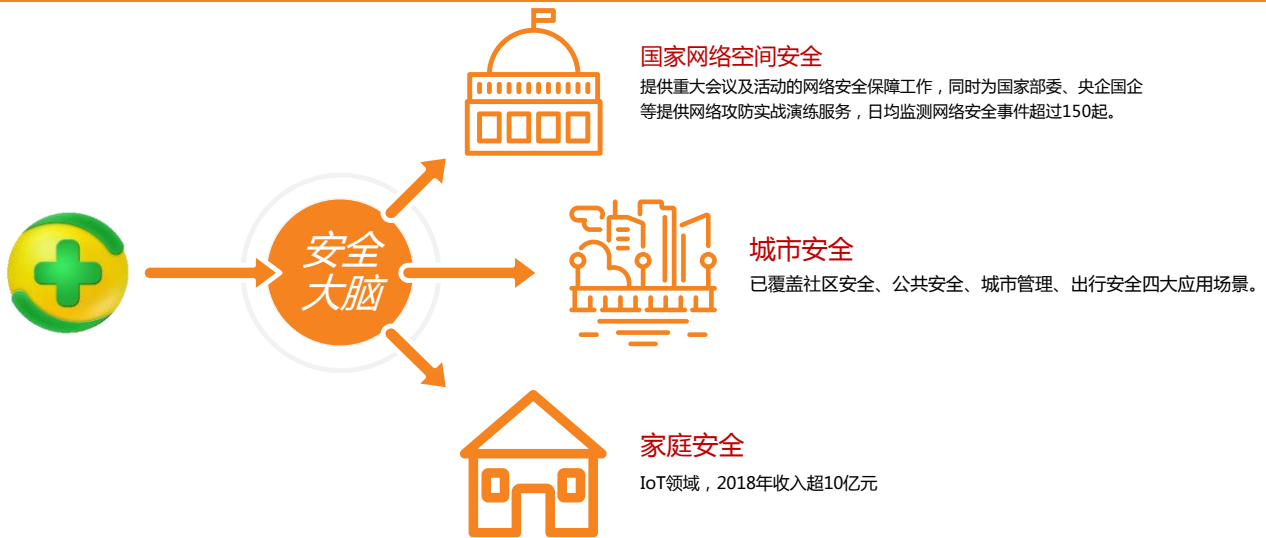 国家网络空间安全
提供重大会议及活动的网络安全保障工作，同时为国家部委、央企国企
等提供网络攻防实战演练服务，日均监测网络安全事件超过150起。
安全
大脑
城市安全
已覆盖社区安全、公共安全、城市管理、出行安全四大应用场景。
家庭安全
IoT领域，2018年收入超10亿元